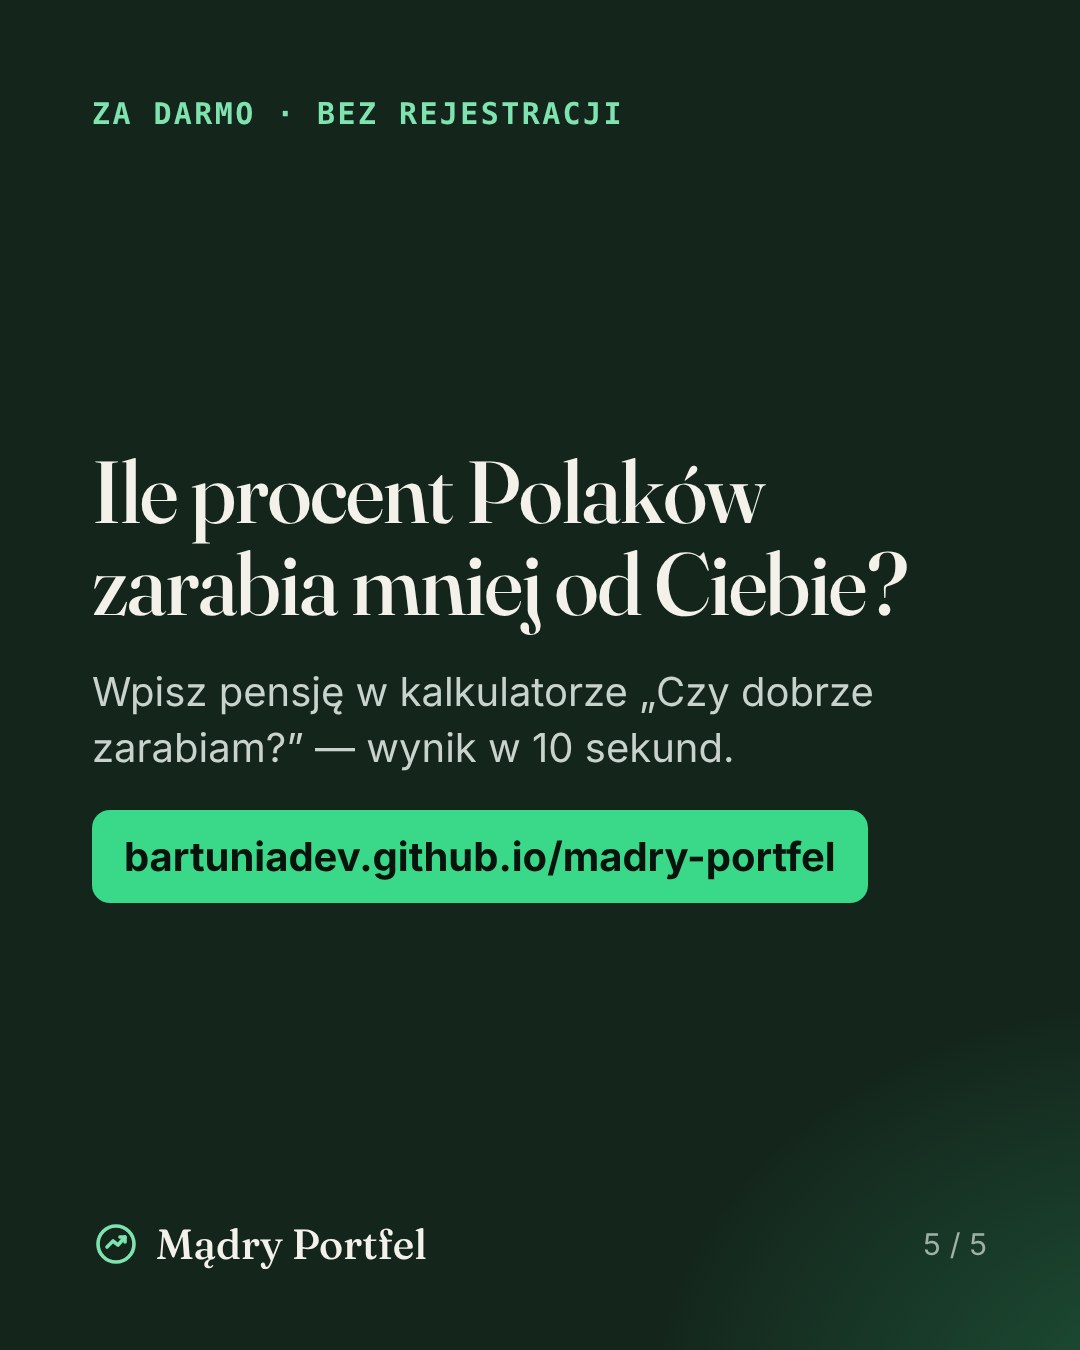 ZA DARMO · BEZ REJESTRACJI
Ile procent Polaków
zarabia mniej od Ciebie?
Wpisz pensję w kalkulatorze „Czy dobrze
zarabiam?” — wynik w 10 sekund.
bartuniadev.github.io/madry-portfel
Mądry Portfel
5 / 5